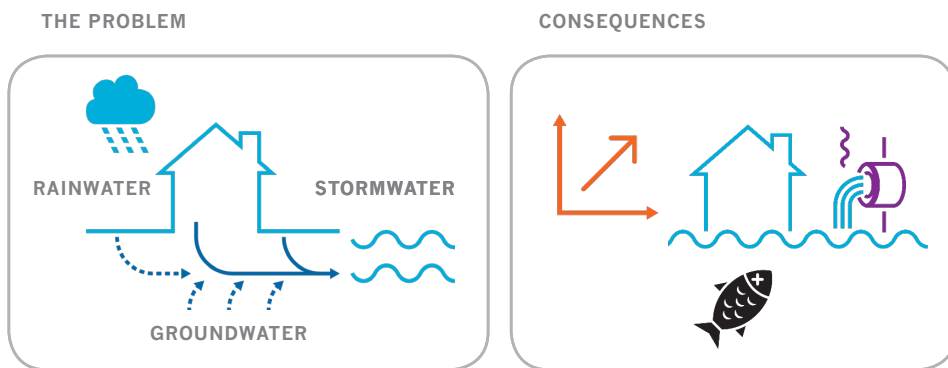 THE PROBLEM
CONSEQUENCES
RAINWATER
STORMWATER
GROUNDWATER